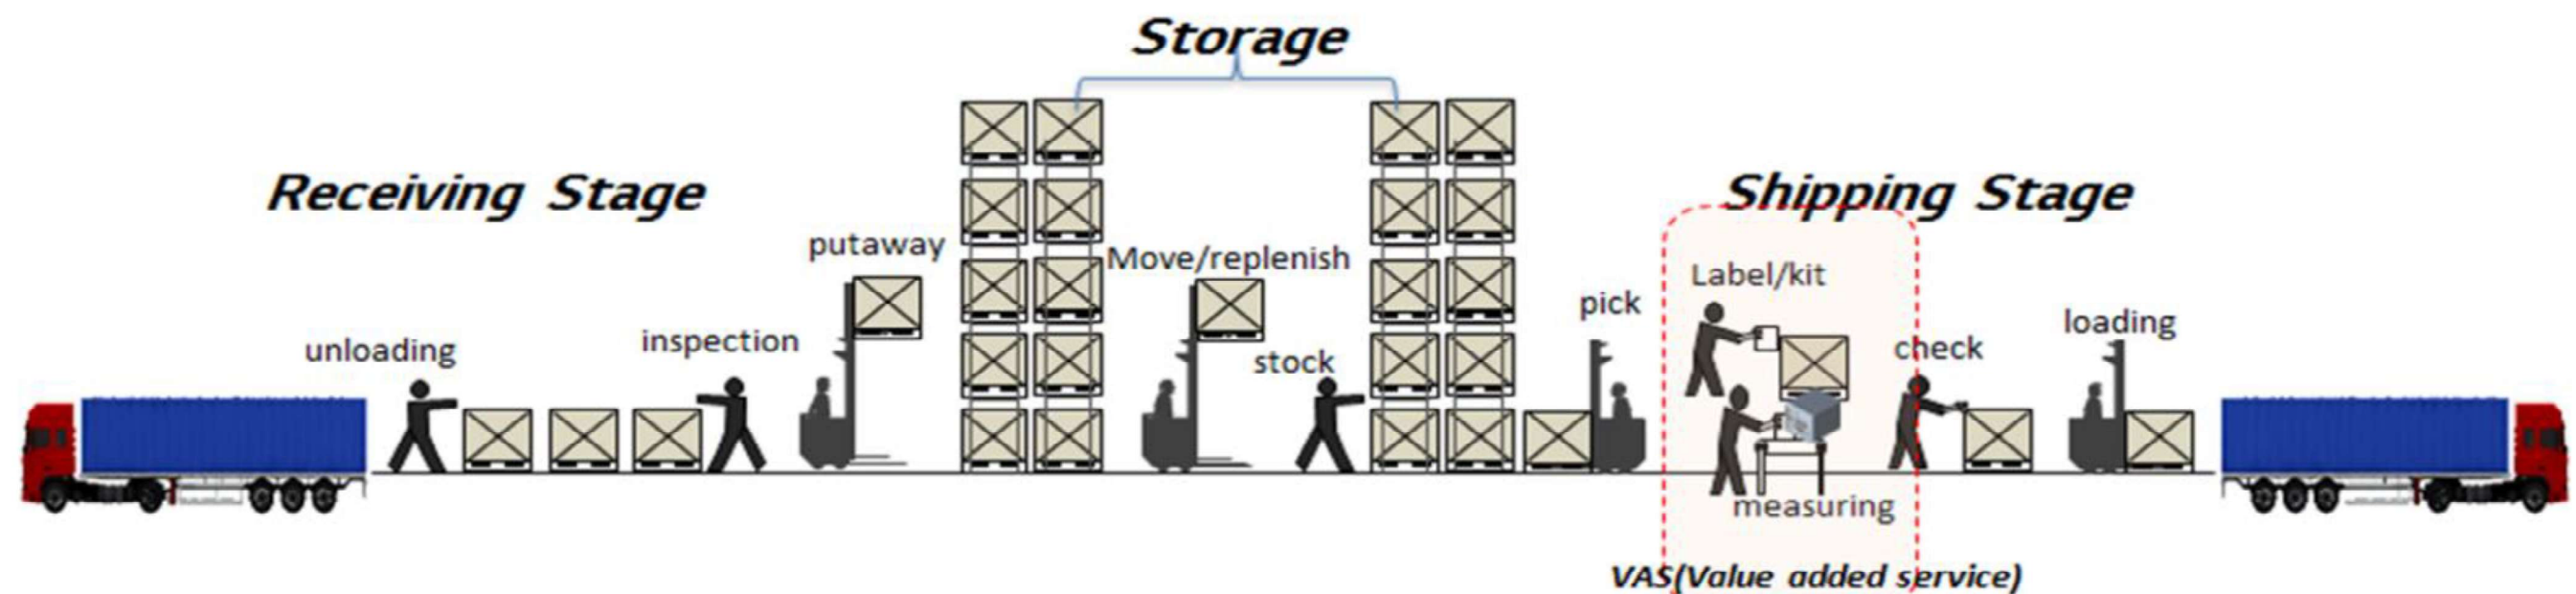 Storage
Receiving Stage
Shipping Stage
putaway
Move/replenish
Label/kit
pick
unloading
inspection
stock
check
loading
measuring
VAS(Value added service)